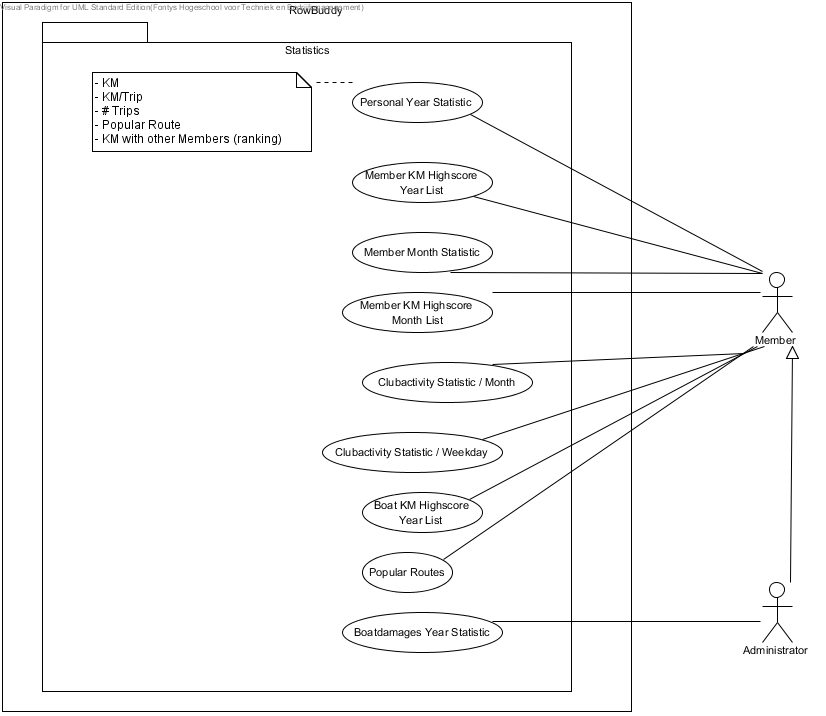 Visual Paradigm for UML Standard Edition(Fontys Hogeschool voor Techniek en
RowBuddy
Statistics
- KM
- KM/Trip
- # Trips
- Popular Route
- KM with other Members (ranking)
Personal Year Statistic
Member KM Highscore
Year List
Member Month Statistic
Member KM Highscore
Month List
Member
Clubactivity Statistic / Month
Clubactivity Statistic / Weekday
Boat KM Highscore
Year List
Popular Routes
Boatdamages Year Statistic
Administrator